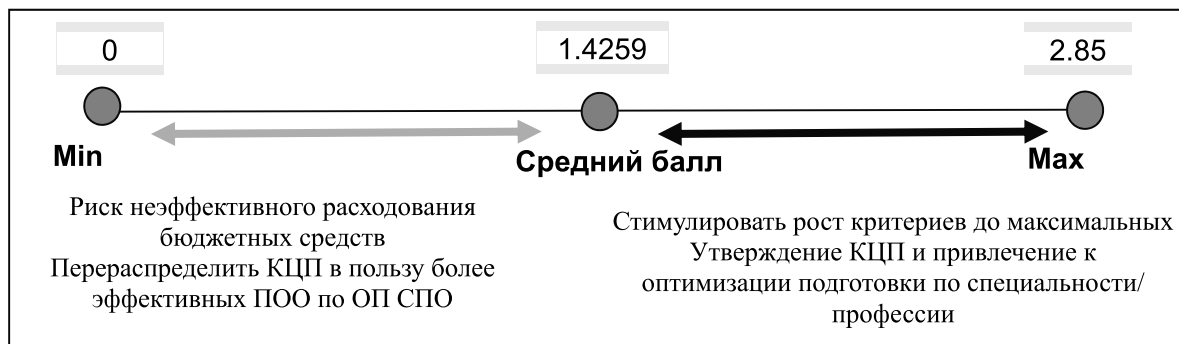 0
1.4259
2.85
Min
Средний балл
Max
Риск неэффективного расходования
бюджетных средств
Перераспределить КЦП в пользу более
эффективных ПОО по ОП СПО
Стимулировать рост критериев до максимальных
Утверждение КЦП и привлечение к
оптимизации подготовки по специальности/
профессии